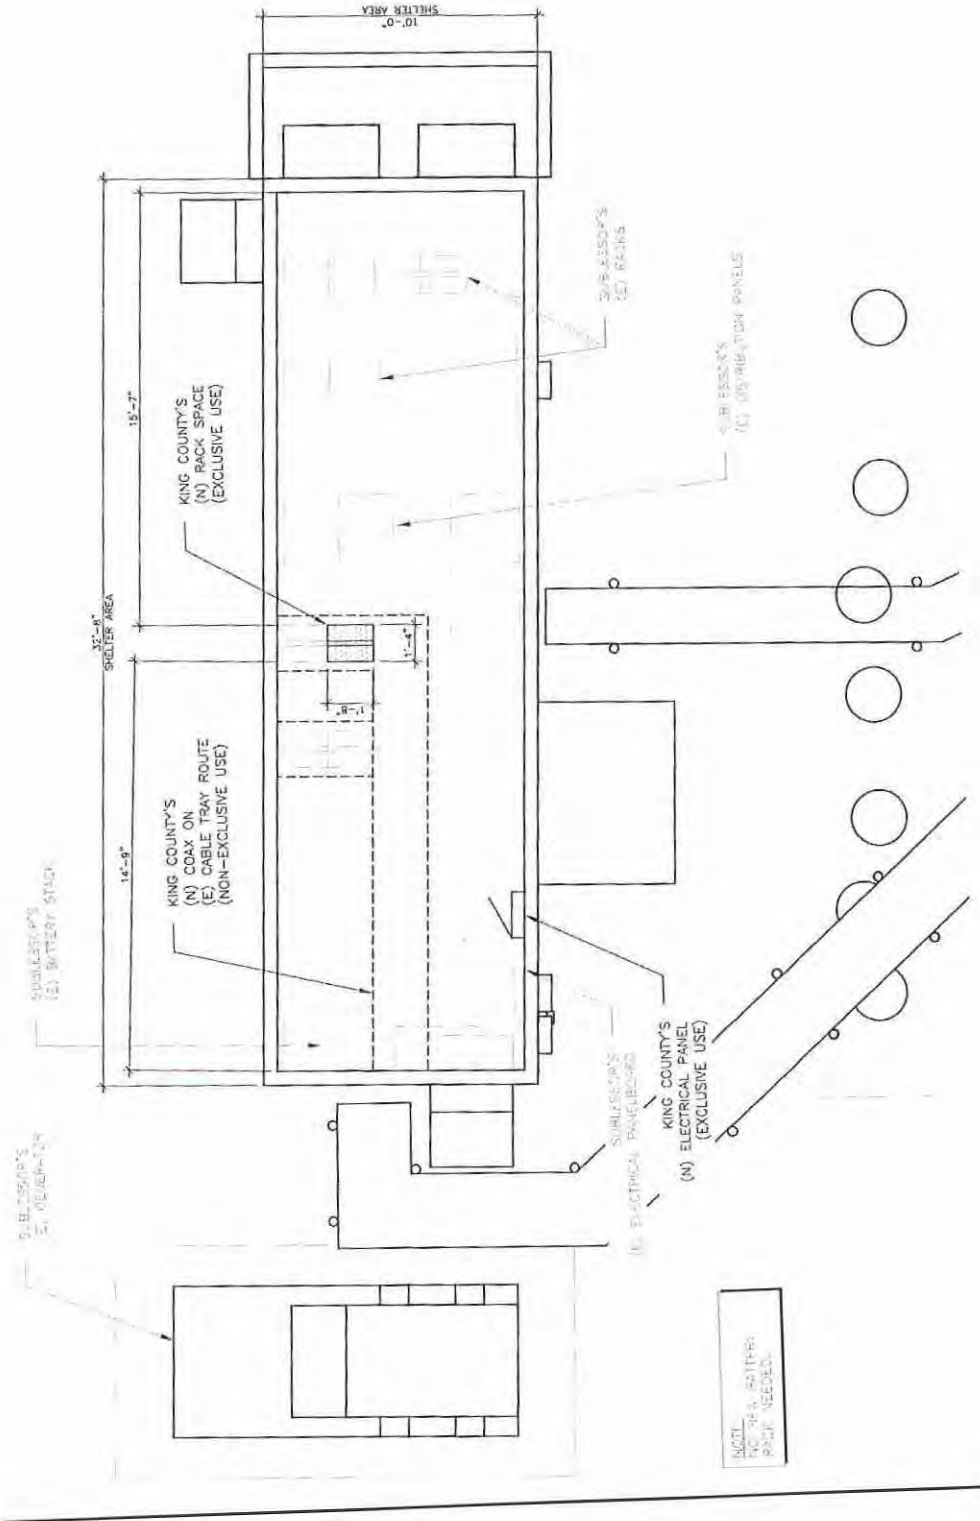 10'-0"
SHELTER AREA
32'-8"
SHELTER AREA
15'-7"
14'-9"
KING COUNTY'S
(N) RACK SPACE
(EXCLUSIVE USE)
1'-4"
1'-8"
KING COUNTY'S
(N) COAX ON
(E) CABLE TRAY ROUTE
(NON-EXCLUSIVE USE)
SUBLESSOR'S
(E) RACKS
SUBLESSOR'S
(E) DISTRIBUTION PANELS
SUBLESSOR'S
(E) BATTERY STACK
SUBLESSOR'S
(E) GENERATOR
SUBLESSOR'S
(E) ELECTRICAL PANELBOARD
KING COUNTY'S
(N) ELECTRICAL PANEL
(EXCLUSIVE USE)
NOTE:
NO NEW BATTERY
RACK NEEDED.